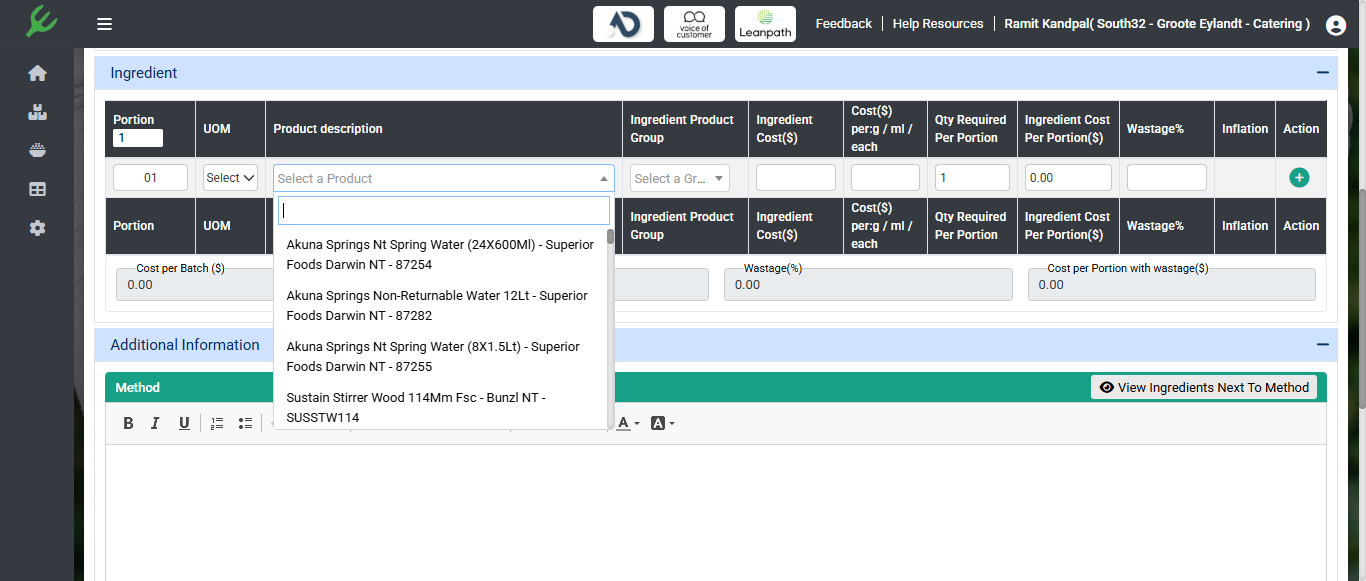 voice of
customer
Leanpath
Feedback
Help Resources
Ramit Kandpal( South32 - Groote Eylandt - Catering )
Ingredient
Portion
1
UOM
Product description
Ingredient Product
Group
Ingredient
Cost($)
Cost($)
per:g / ml /
each
Qty Required
Per Portion
Ingredient Cost
Per Portion($)
Wastage%
Inflation
Action
01
Select
Select a Product
Select a Gr...
1
0.00
Portion
UOM
Ingredient Product
Group
Ingredient
Cost($)
Cost($)
per:g / ml /
each
Qty Required
Per Portion
Ingredient Cost
Per Portion($)
Wastage%
Inflation
Action
Akuna Springs Nt Spring Water (24X600Ml) - Superior
Foods Darwin NT - 87254
Akuna Springs Non-Returnable Water 12Lt - Superior
Foods Darwin NT - 87282
Akuna Springs Nt Spring Water (8X1.5Lt) - Superior
Foods Darwin NT - 87255
Sustain Stirrer Wood 114Mm Fsc - Bunzl NT -
SUSSTW114
Cost per Batch ($)
0.00
Wastage(%)
0.00
Cost per Portion with wastage($)
0.00
Additional Information
Method
View Ingredients Next To Method
B I U
A A